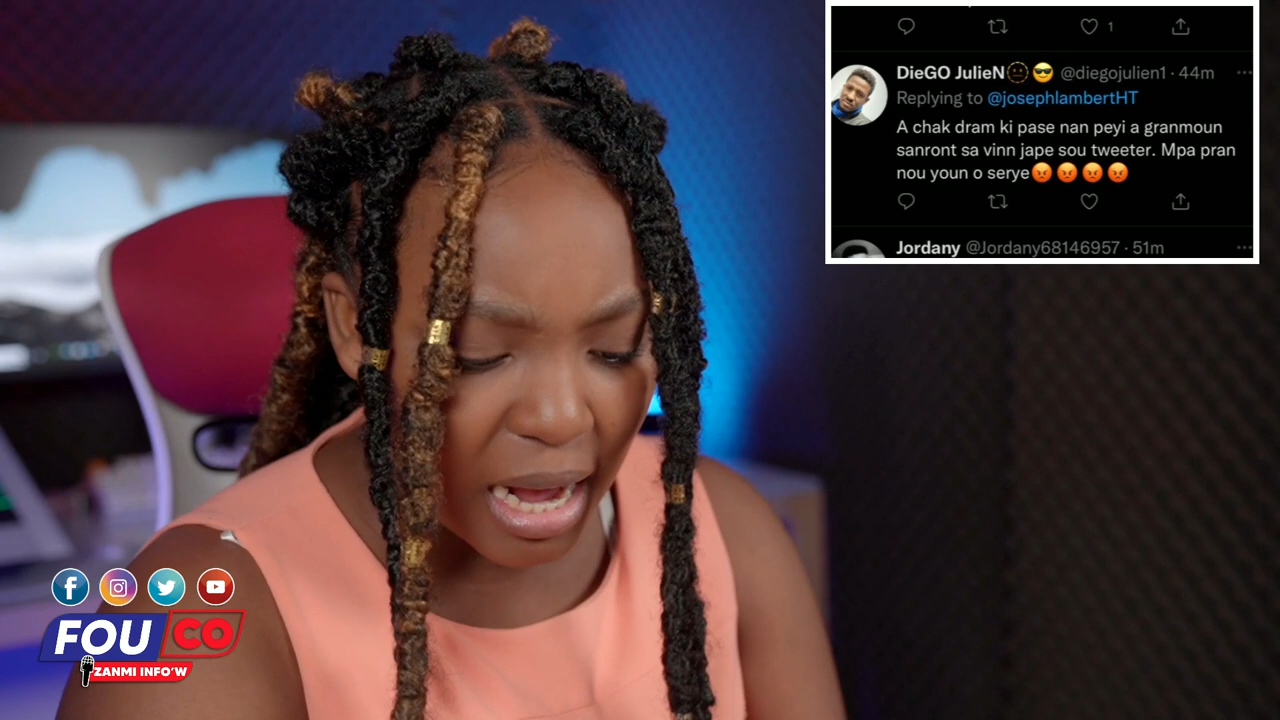 1
DieGO JulieN😐😎 @diegojulien1 · 44m
Replying to @josephlambertHT
A chak dram ki pase nan peyi a granmoun
sanront sa vinn jape sou tweeter. Mpa pran
nou youn o serye😡😡😡😡
Jordany @Jordany68146957 · 51m
FOU CO
ZANMI INFO'W